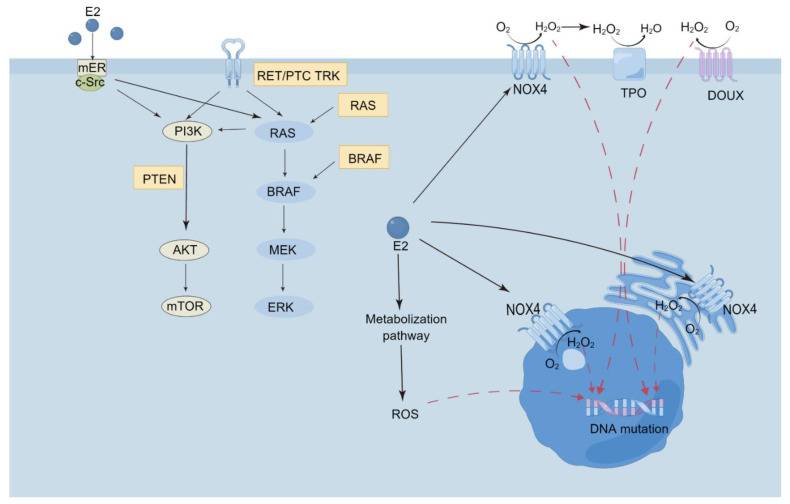 E2
mER
c-Src
RET/PTC TRK
RAS
PI3K
RAS
BRAF
PTEN
BRAF
AKT
MEK
mTOR
ERK
O₂
H₂O₂
H₂O₂
H₂O
H₂O₂
O₂
NOX4
TPO
DOUX
E2
Metabolization
pathway
ROS
NOX4
H₂O₂
O₂
H₂O₂
O₂
NOX4
DNA mutation